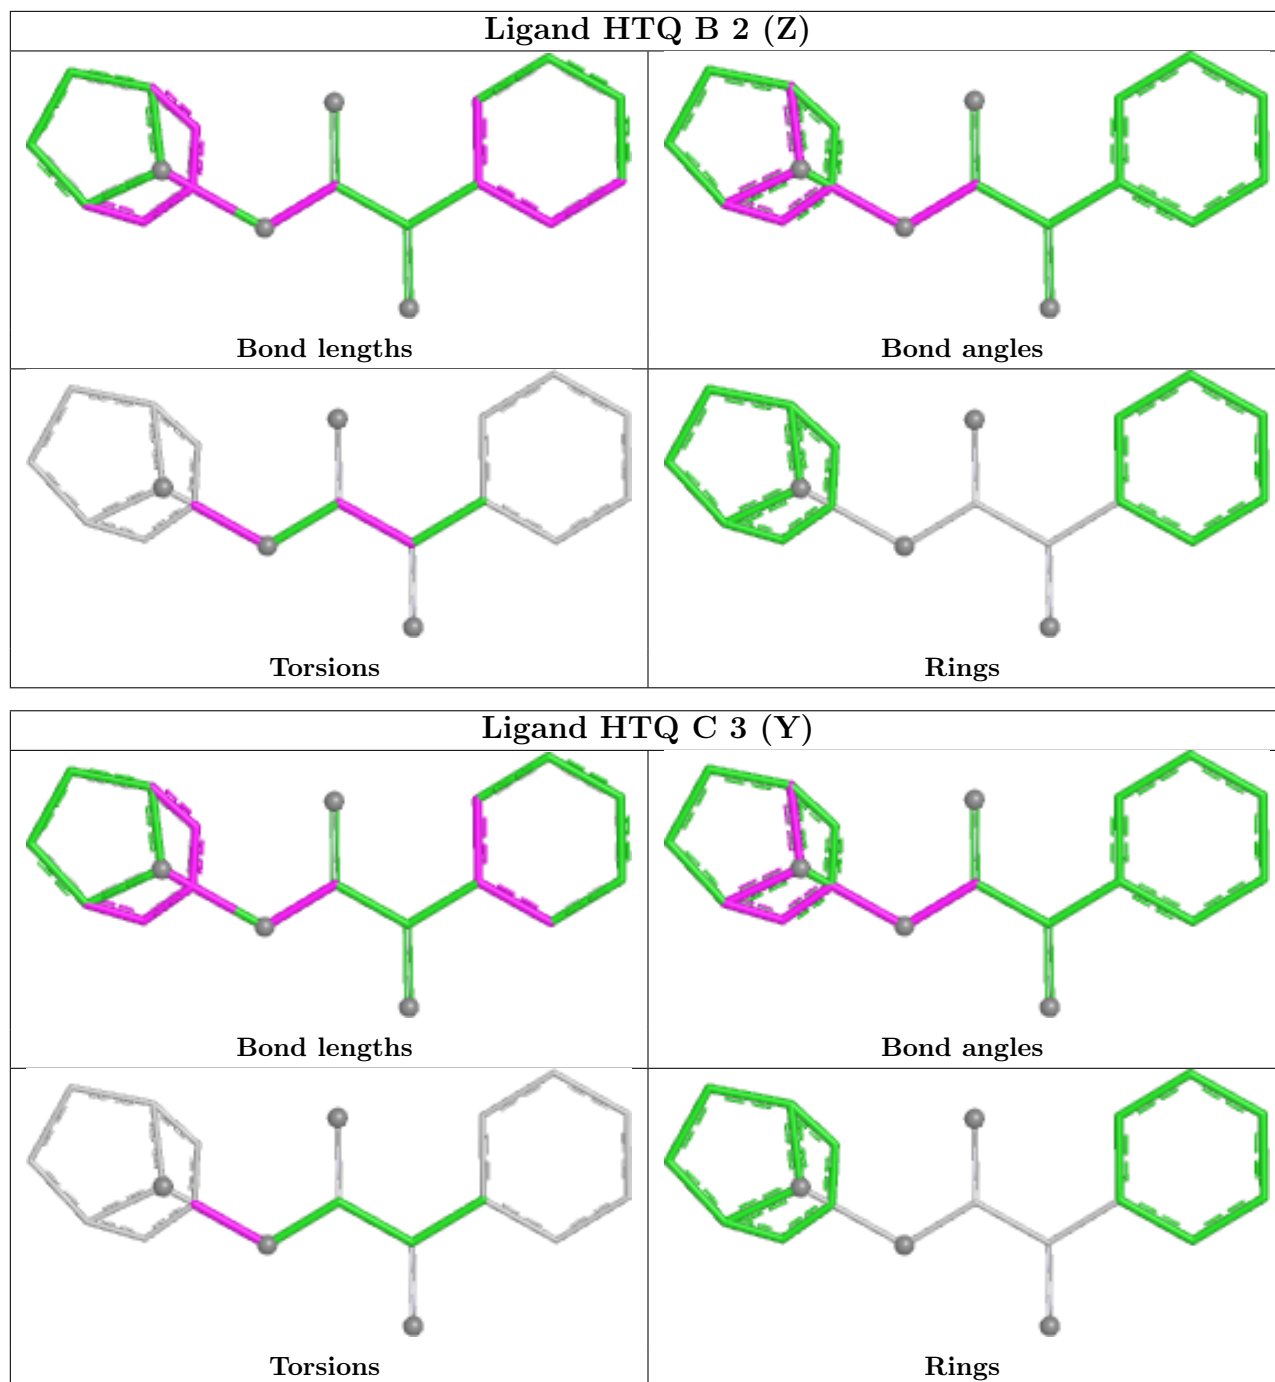 Ligand HTQ B 2 (Z)
Bond lengths
Bond angles
Torsions
Rings
Ligand HTQ C 3 (Y)
Bond lengths
Bond angles
Torsions
Rings